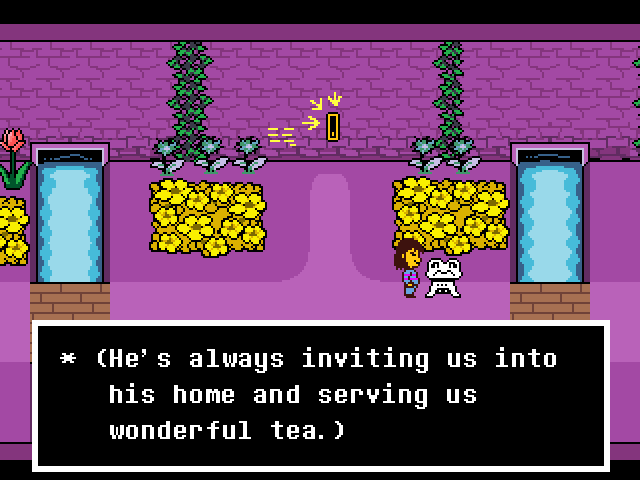 * (He's always inviting us into
his home and serving us
wonderful tea.)